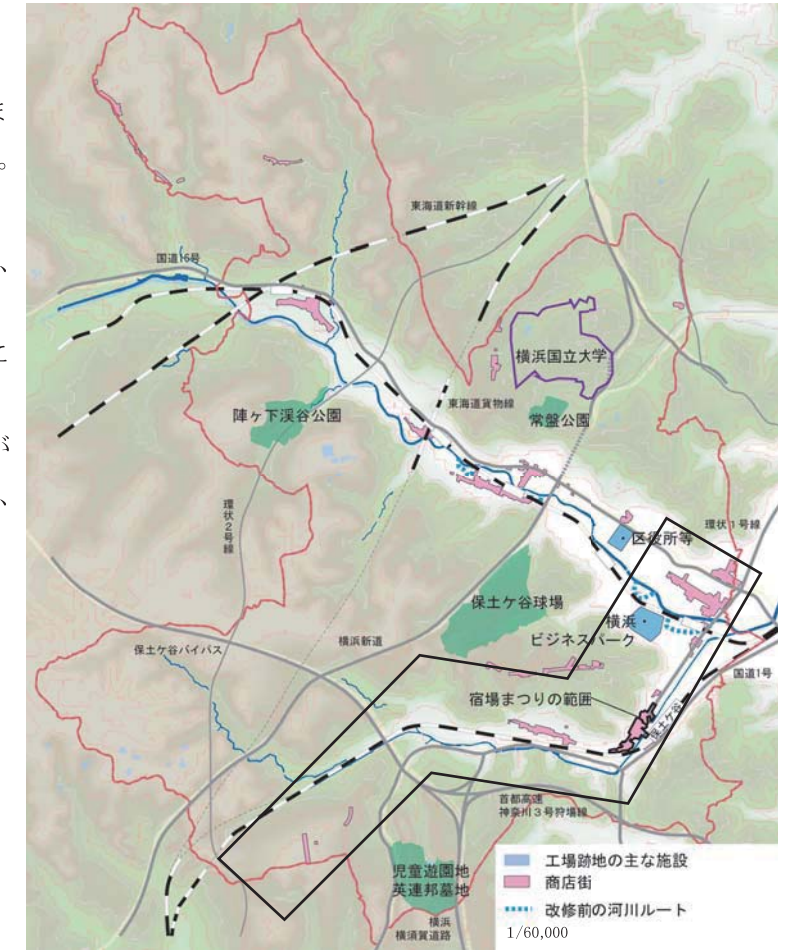 ま
。
、
が
、
東海道新幹線
国道16号
横浜国立大学
東海道貨物線
陣ヶ下渓谷公園
常盤公園
環状2号線
環状1号線
区役所等
保土ケ谷球場
横浜
ビジネスパーク
保土ケ谷バイパス
横浜新道
国道1号
宿場まつりの範囲
保土ケ谷
首都高速
神奈川3号狩場線
児童遊園地
英連邦墓地
横浜
横須賀道路
工場跡地の主な施設
商店街
改修前の河川ルート
1/60,000